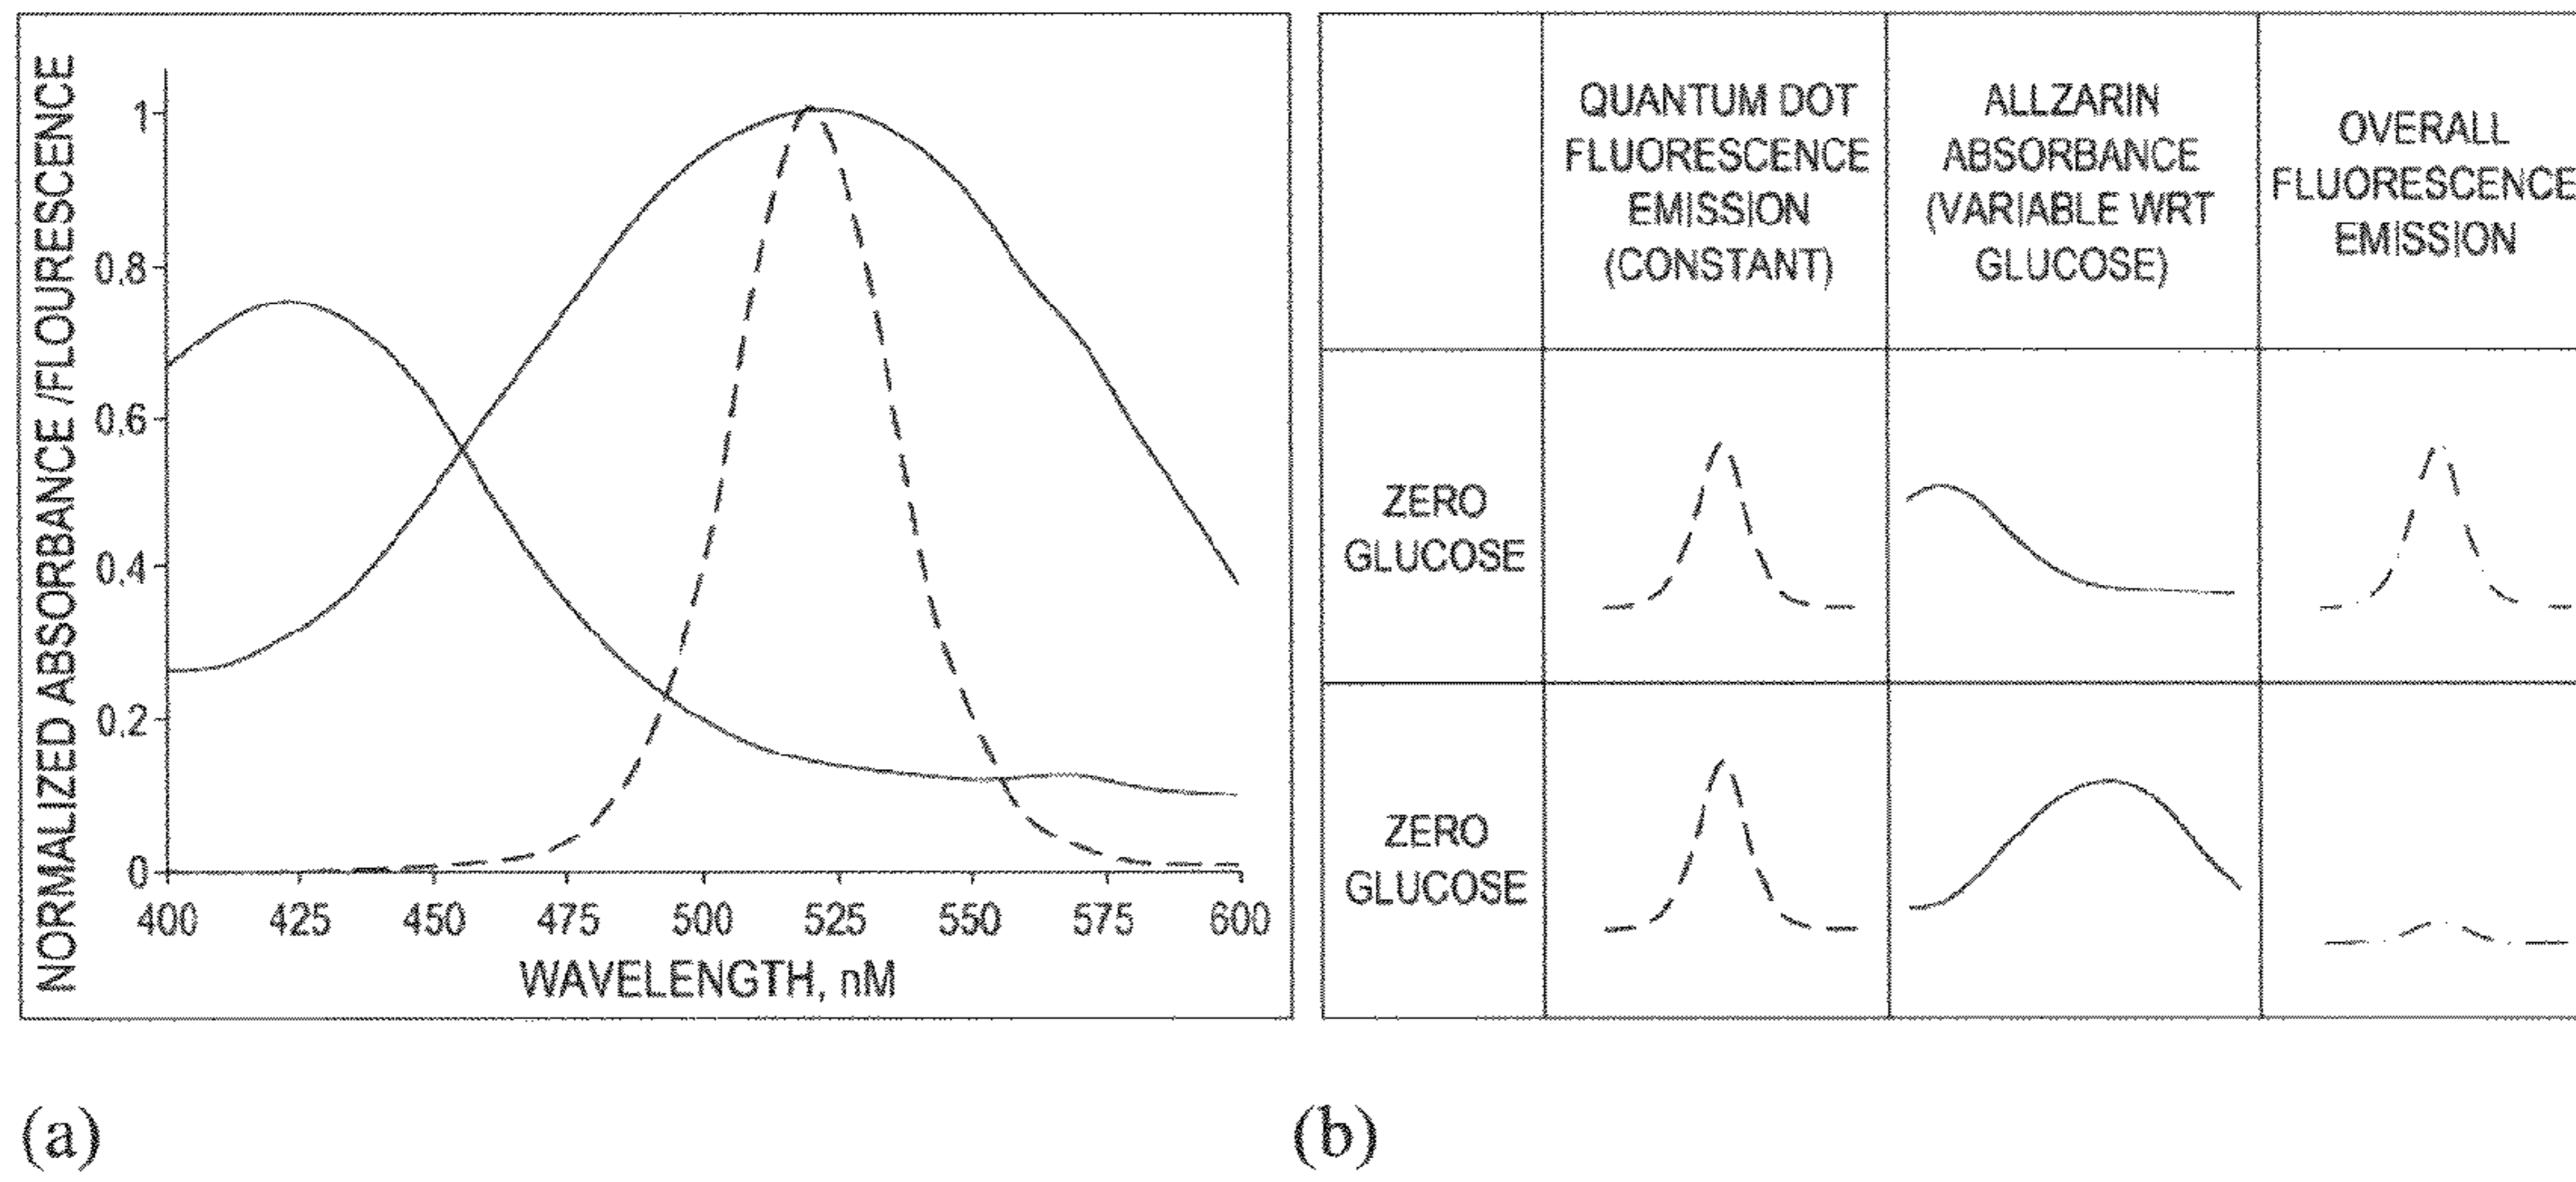 NORMALIZED ABSORBANCE /FLOURESCENCE
1
0.8
0.6
0.4
0.2
0
400 425 450 475 500 525 550 575 600
WAVELENGTH, nM
QUANTUM DOT
FLUORESCENCE
EMISSION
(CONSTANT)
ALLZARIN
ABSORBANCE
(VARIABLE WRT
GLUCOSE)
OVERALL
FLUORESCENCE
EMISSION
ZERO
GLUCOSE
ZERO
GLUCOSE
(a)
(b)